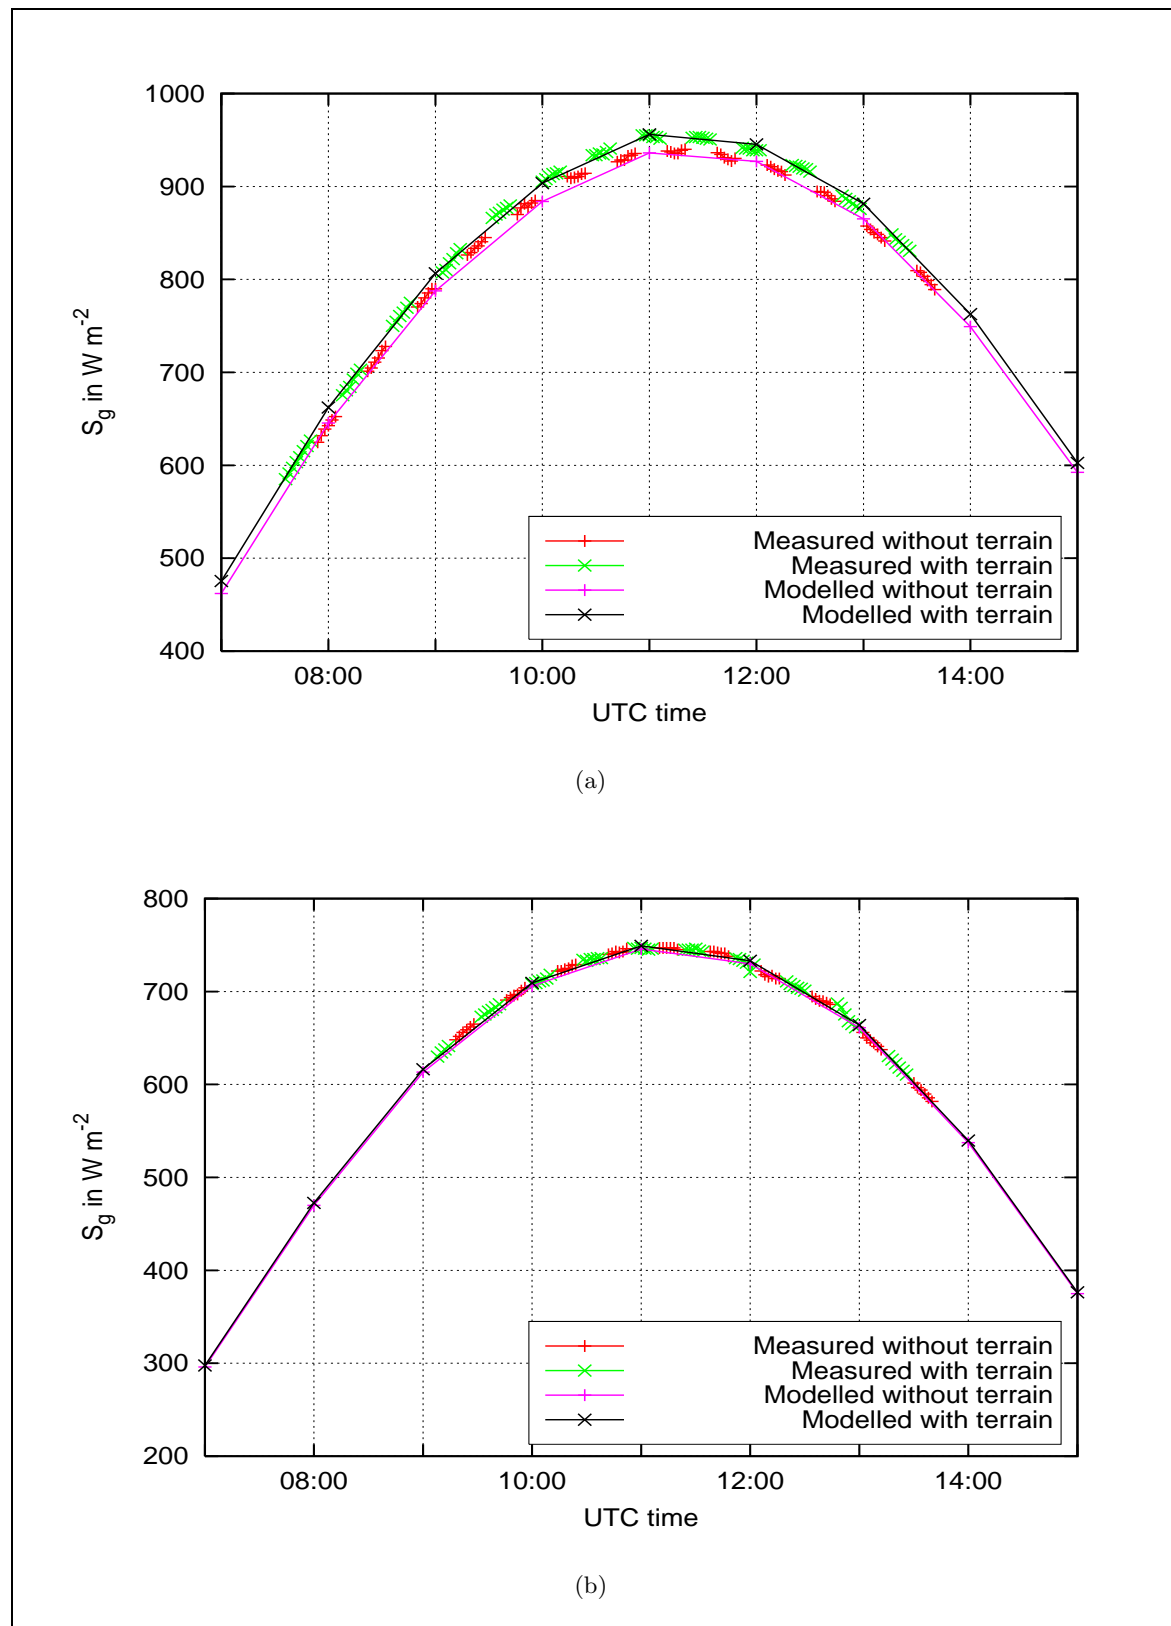 1000
900
800
700
600
500
400
S_g in W m^-2
08:00 10:00 12:00 14:00
UTC time
Measured without terrain
Measured with terrain
Modelled without terrain
Modelled with terrain
(a)
800
700
600
500
400
300
200
S_g in W m^-2
08:00 10:00 12:00 14:00
UTC time
Measured without terrain
Measured with terrain
Modelled without terrain
Modelled with terrain
(b)